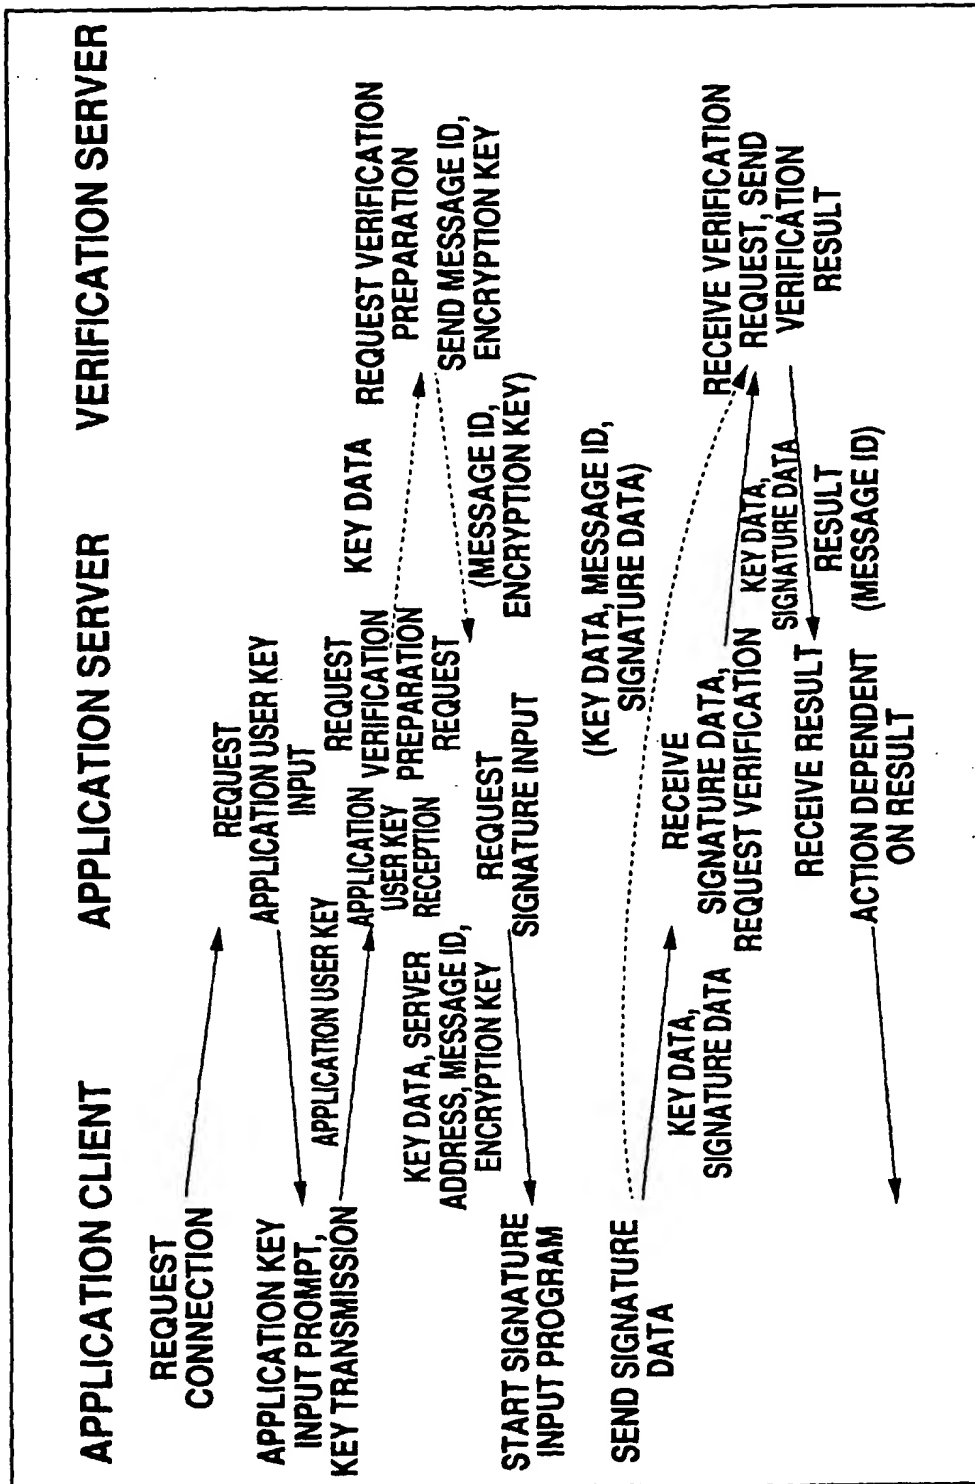 APPLICATION CLIENT
APPLICATION SERVER
VERIFICATION SERVER
REQUEST
CONNECTION
REQUEST
APPLICATION USER KEY
INPUT
APPLICATION KEY
INPUT PROMPT,
KEY TRANSMISSION
APPLICATION USER KEY
APPLICATION
USER KEY
RECEPTION
REQUEST
VERIFICATION
PREPARATION
REQUEST
KEY DATA
REQUEST VERIFICATION
PREPARATION
SEND MESSAGE ID,
ENCRYPTION KEY
(MESSAGE ID,
ENCRYPTION KEY)
KEY DATA, SERVER
ADDRESS, MESSAGE ID,
ENCRYPTION KEY
REQUEST
SIGNATURE INPUT
START SIGNATURE
INPUT PROGRAM
(KEY DATA, MESSAGE ID,
SIGNATURE DATA)
SEND SIGNATURE
DATA
KEY DATA,
SIGNATURE DATA
RECEIVE
SIGNATURE DATA,
REQUEST VERIFICATION
KEY DATA,
SIGNATURE DATA
RECEIVE VERIFICATION
REQUEST, SEND
VERIFICATION
RESULT
RESULT
(MESSAGE ID)
RECEIVE RESULT
ACTION DEPENDENT
ON RESULT